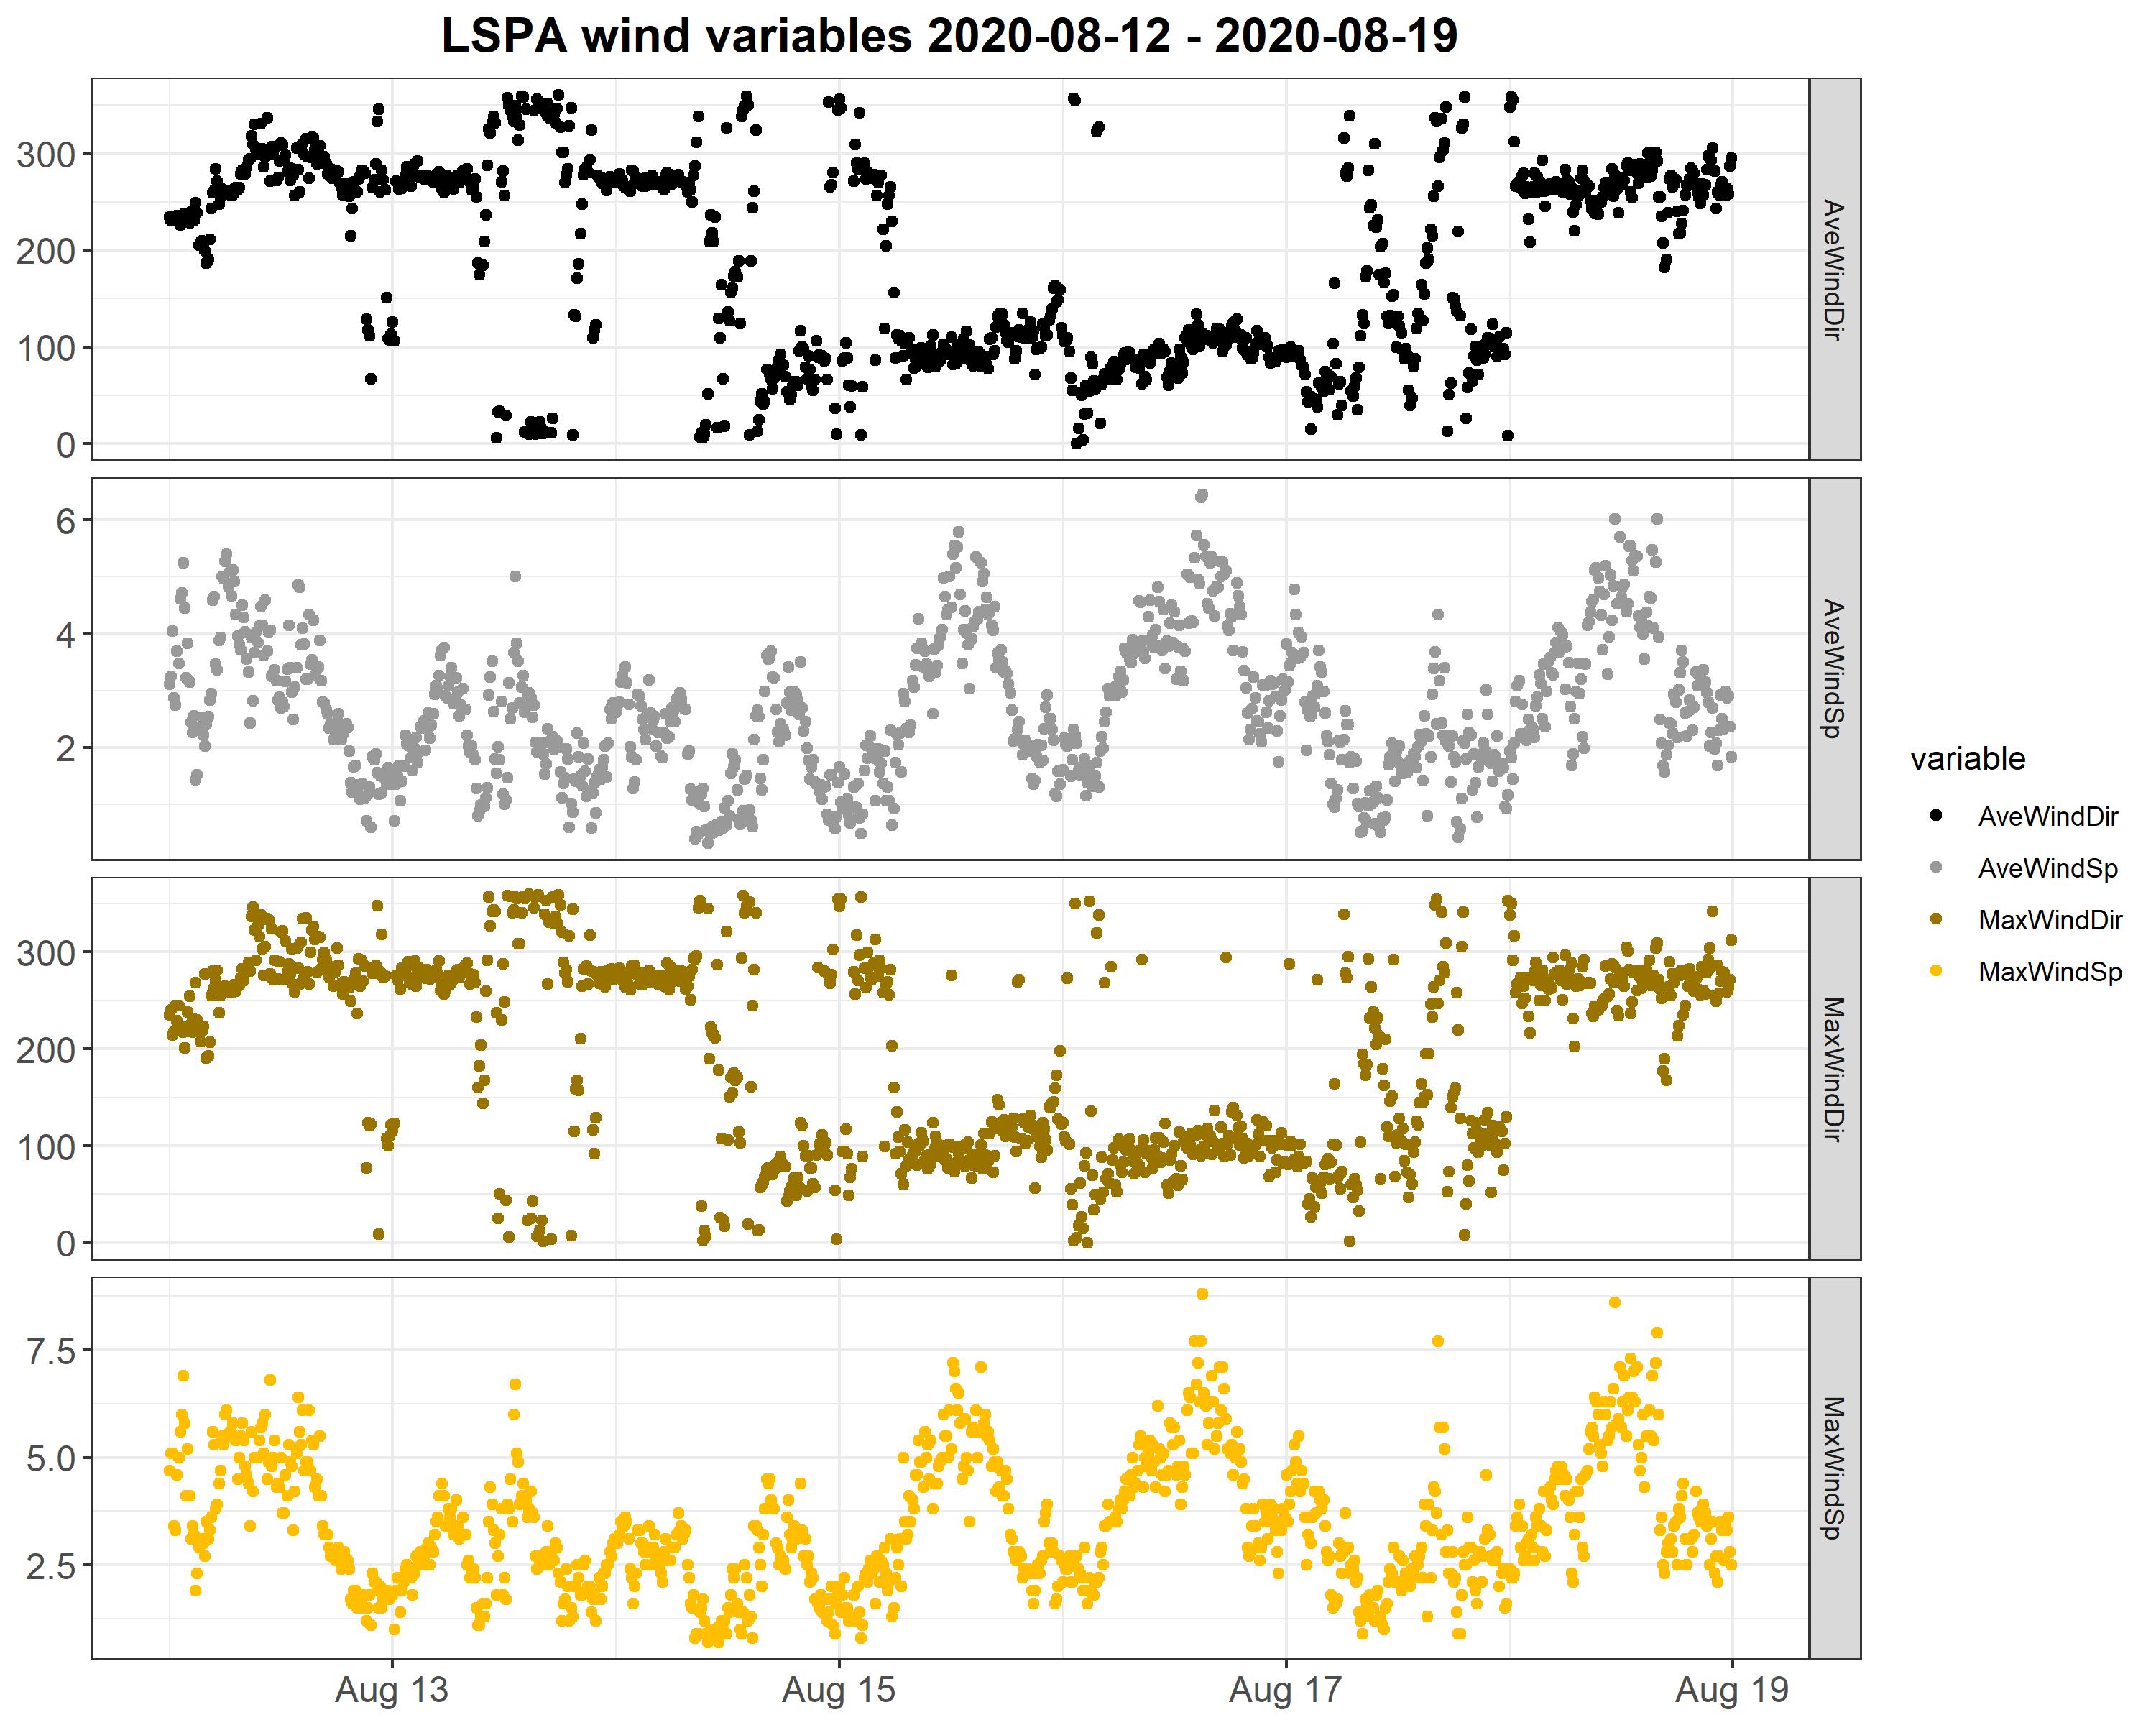 LSPA wind variables 2020-08-12 - 2020-08-19
300
200
100
0
AveWindDir
6
4
2
AveWindSp
300
200
100
0
MaxWindDir
7.5
5.0
2.5
MaxWindSp
Aug 13
Aug 15
Aug 17
Aug 19
variable
AveWindDir
AveWindSp
MaxWindDir
MaxWindSp